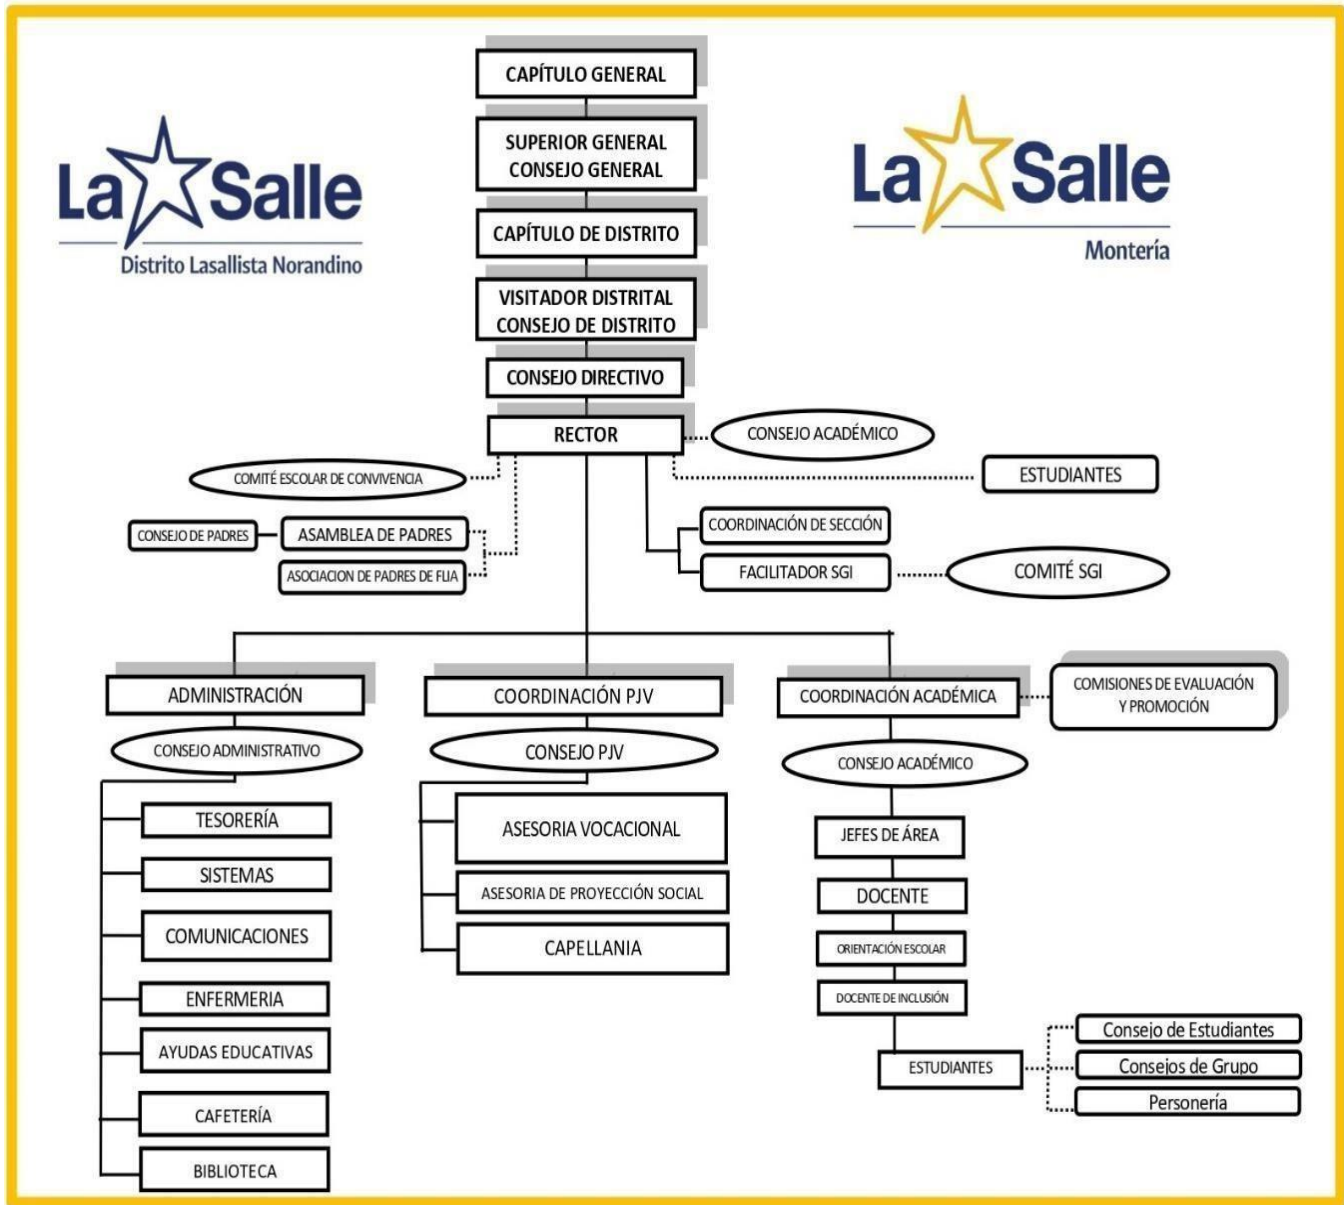 CAPÍTULO GENERAL
SUPERIOR GENERAL
CONSEJO GENERAL
La Salle
Distrito Lasallista Norandino
La Salle
Montería
CAPÍTULO DE DISTRITO
VISITADOR DISTRITAL
CONSEJO DE DISTRITO
CONSEJO DIRECTIVO
RECTOR
CONSEJO ACADÉMICO
COMITÉ ESCOLAR DE CONVIVENCIA
ESTUDIANTES
CONSEJO DE PADRES
ASAMBLEA DE PADRES
ASOCIACION DE PADRES DE FLIA
COORDINACIÓN DE SECCIÓN
FACILITADOR SGI
COMITÉ SGI
ADMINISTRACIÓN
CONSEJO ADMINISTRATIVO
TESORERÍA
SISTEMAS
COMUNICACIONES
ENFERMERIA
AYUDAS EDUCATIVAS
CAFETERÍA
BIBLIOTECA
COORDINACIÓN PJV
CONSEJO PJV
ASESORIA VOCACIONAL
ASESORIA DE PROYECCIÓN SOCIAL
CAPELLANIA
COORDINACIÓN ACADÉMICA
COMISIONES DE EVALUACIÓN
Y PROMOCIÓN
CONSEJO ACADÉMICO
JEFES DE ÁREA
DOCENTE
ORIENTACIÓN ESCOLAR
DOCENTE DE INCLUSIÓN
ESTUDIANTES
Consejo de Estudiantes
Consejos de Grupo
Personería